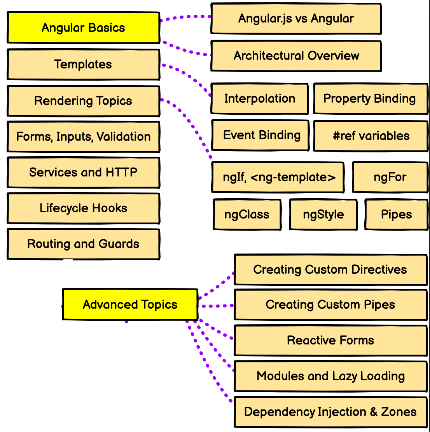 Angular Basics
Angular.js vs Angular
Architectural Overview
Templates
Interpolation
Property Binding
Event Binding
#ref variables
Rendering Topics
ngIf, <ng-template>
ngFor
ngClass
ngStyle
Pipes
Forms, Inputs, Validation
Services and HTTP
Lifecycle Hooks
Routing and Guards
Advanced Topics
Creating Custom Directives
Creating Custom Pipes
Reactive Forms
Modules and Lazy Loading
Dependency Injection & Zones